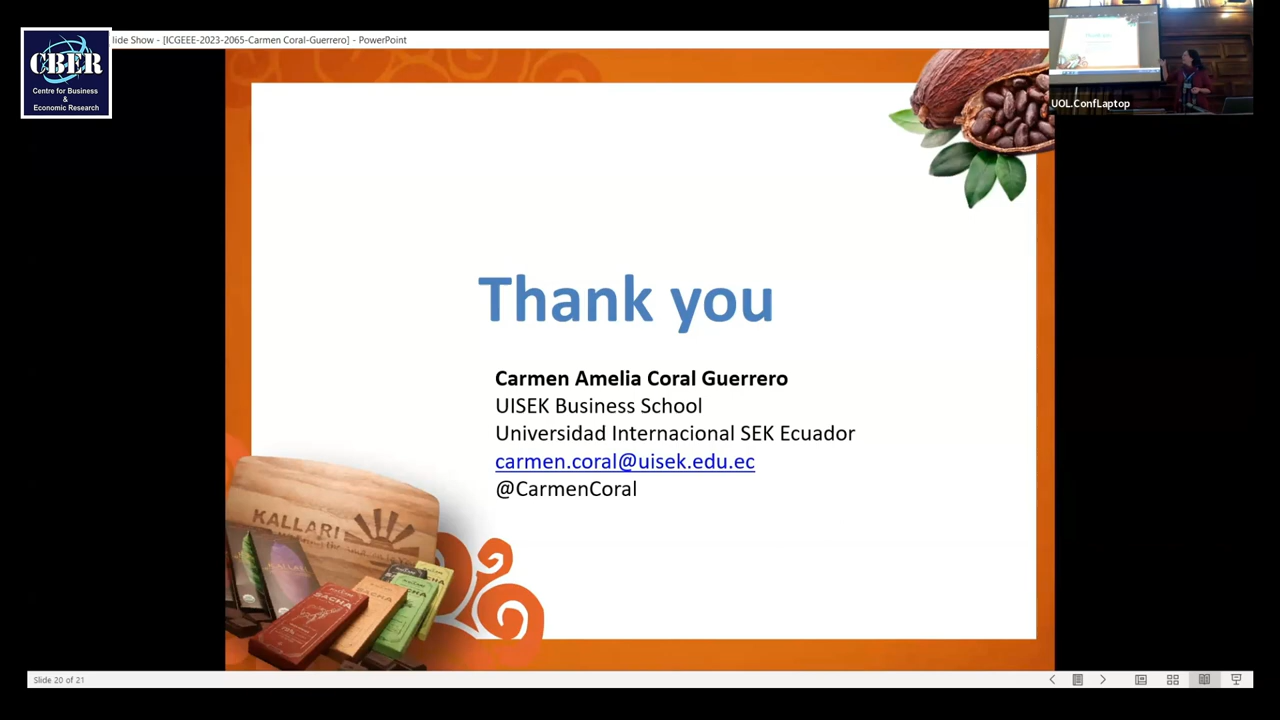 lide Show - [ICGEEE-2023-2065-Carmen Coral-Guerrero] - PowerPoint
CBER
Centre for Business
&
Economic Research
UOL.ConfLaptop
Thank you
Carmen Amelia Coral Guerrero
UISEK Business School
Universidad Internacional SEK Ecuador
carmen.coral@uisek.edu.ec
@CarmenCoral
KALLARI
SACHA
Slide 20 of 21